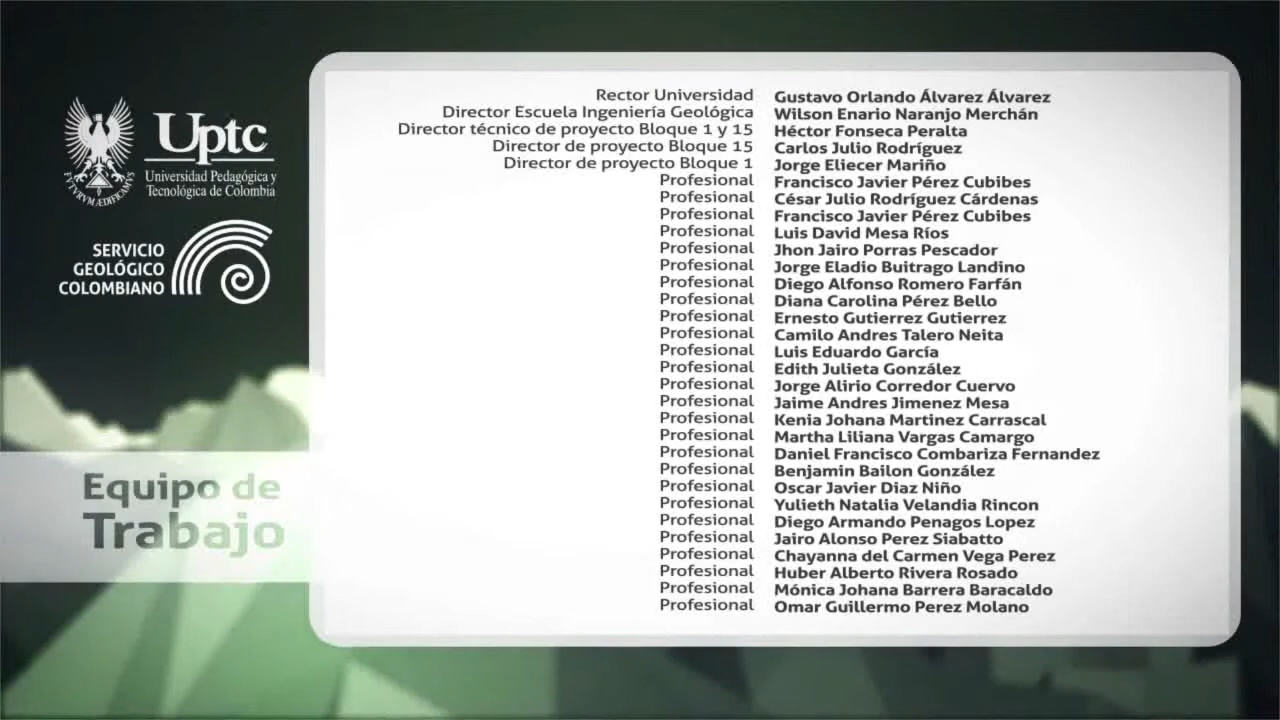 Uptc
Universidad Pedagógica y
Tecnológica de Colombia
FVTVRVM ÆDIFICAMVS
SERVICIO
GEOLÓGICO
COLOMBIANO
Equipo de
Trabajo
Rector Universidad Gustavo Orlando Álvarez Álvarez
Director Escuela Ingeniería Geológica Wilson Enario Naranjo Merchán
Director técnico de proyecto Bloque 1 y 15 Héctor Fonseca Peralta
Director de proyecto Bloque 15 Carlos Julio Rodríguez
Director de proyecto Bloque 1 Jorge Eliecer Mariño
Profesional Francisco Javier Pérez Cubibes
Profesional César Julio Rodríguez Cárdenas
Profesional Francisco Javier Pérez Cubibes
Profesional Luis David Mesa Ríos
Profesional Jhon Jairo Porras Pescador
Profesional Jorge Eladio Buitrago Landino
Profesional Diego Alfonso Romero Farfán
Profesional Diana Carolina Pérez Bello
Profesional Ernesto Gutierrez Gutierrez
Profesional Camilo Andres Talero Neita
Profesional Luis Eduardo García
Profesional Edith Julieta González
Profesional Jorge Alirio Corredor Cuervo
Profesional Jaime Andres Jimenez Mesa
Profesional Kenia Johana Martinez Carrascal
Profesional Martha Liliana Vargas Camargo
Profesional Daniel Francisco Combariza Fernandez
Profesional Benjamin Bailon González
Profesional Oscar Javier Diaz Niño
Profesional Yulieth Natalia Velandia Rincon
Profesional Diego Armando Penagos Lopez
Profesional Jairo Alonso Perez Siabatto
Profesional Chayanna del Carmen Vega Perez
Profesional Huber Alberto Rivera Rosado
Profesional Mónica Johana Barrera Baracaldo
Profesional Omar Guillermo Perez Molano